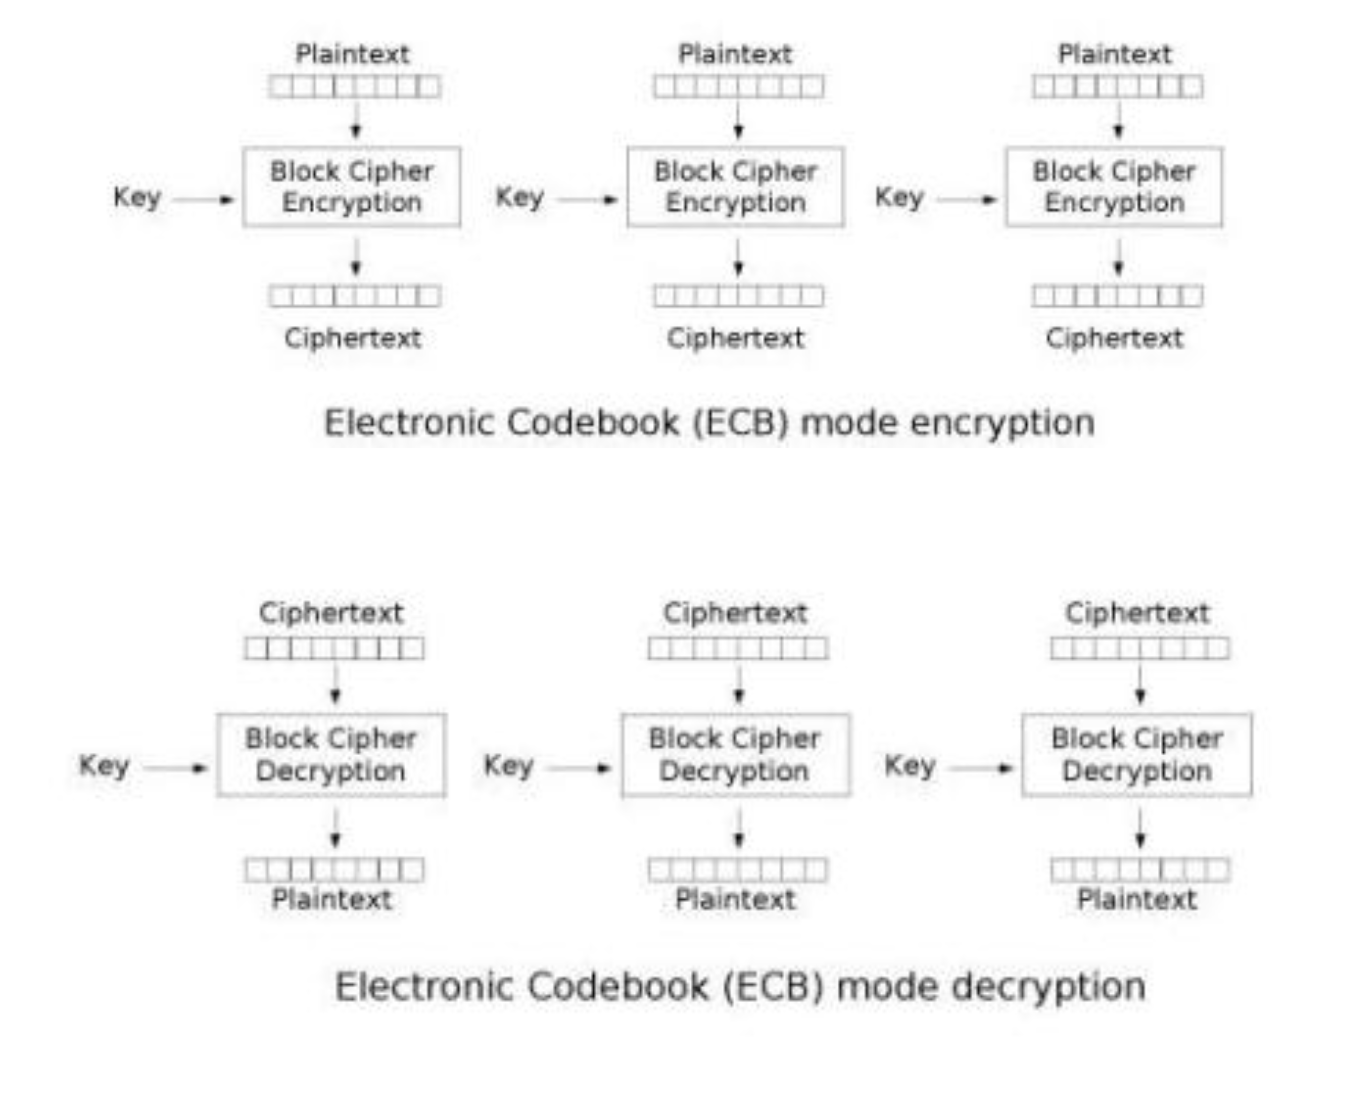 Plaintext Plaintext Plaintext
Key Block Cipher Encryption Key Block Cipher Encryption Key Block Cipher Encryption
Ciphertext Ciphertext Ciphertext
Electronic Codebook (ECB) mode encryption
Ciphertext Ciphertext Ciphertext
Key Block Cipher Decryption Key Block Cipher Decryption Key Block Cipher Decryption
Plaintext Plaintext Plaintext
Electronic Codebook (ECB) mode decryption